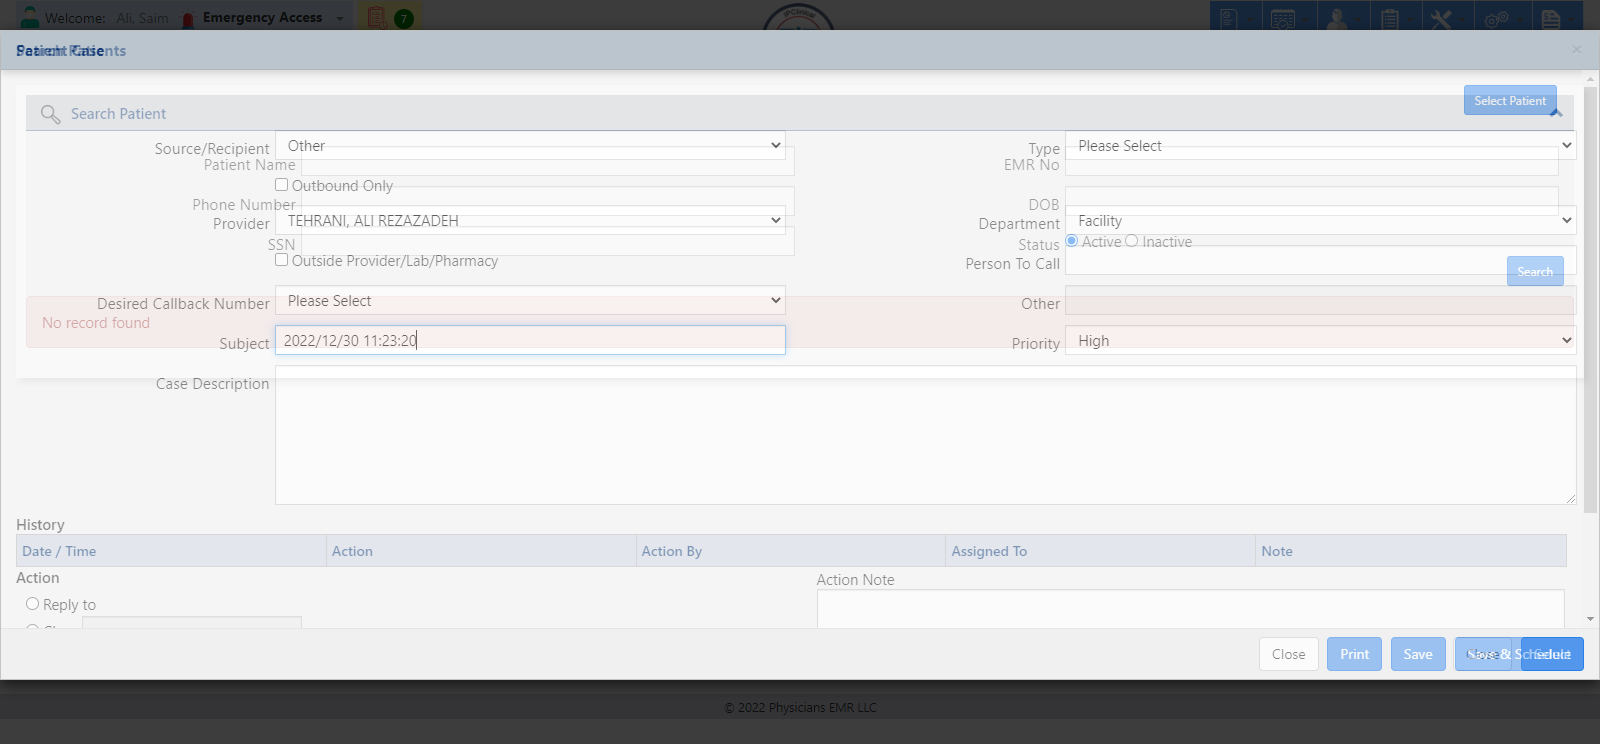 Welcome: Ali, Saim Emergency Access 7
Patient Case
Search Patients
×
Search Patient
Select Patient
Source/Recipient Other Type Please Select
Patient Name EMR No
Outbound Only
Phone Number DOB
Provider TEHRANI, ALI REZAZADEH Department Facility
SSN Status Active Inactive
Outside Provider/Lab/Pharmacy Person To Call
Search
Desired Callback Number Please Select Other
No record found
Subject 2022/12/30 11:23:20 Priority High
Case Description
History
Date / Time Action Action By Assigned To Note
Action Action Note
Reply to
Close Print Save Save & Schedule Select
© 2022 Physicians EMR LLC